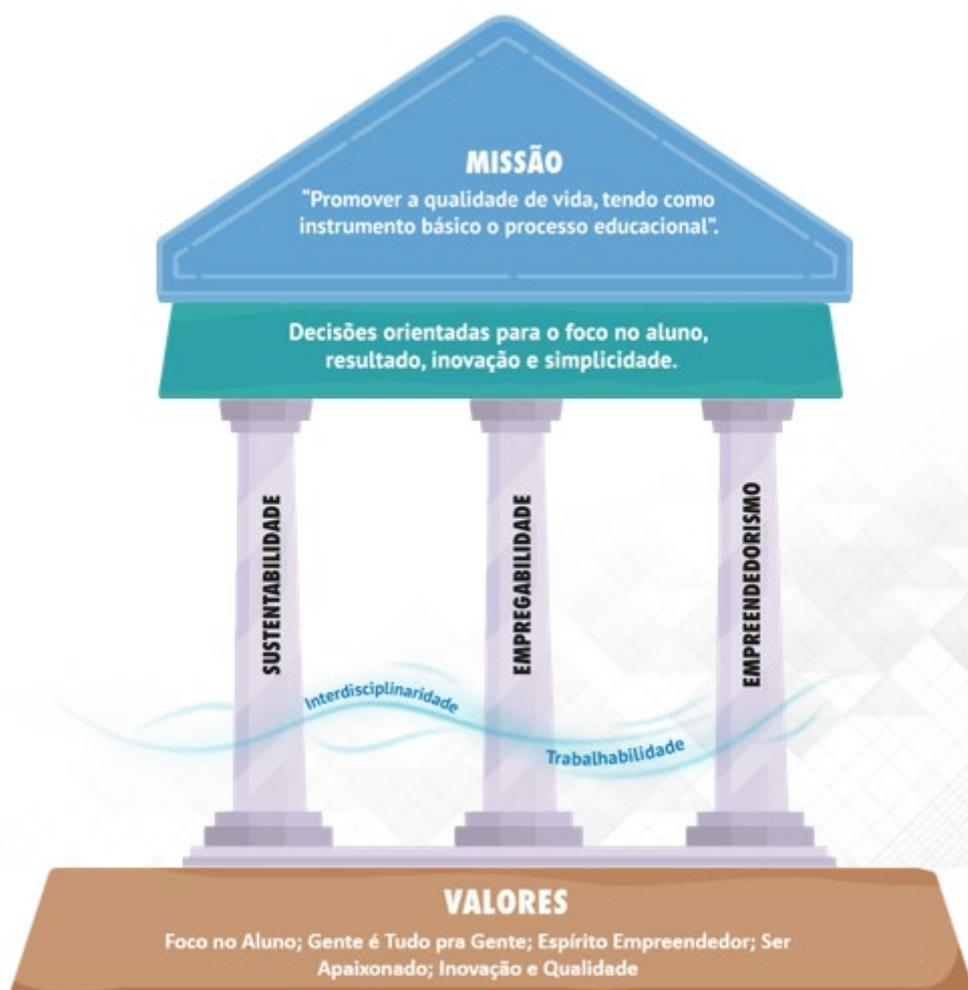 MISSÃO
“Promover a qualidade de vida, tendo como
instrumento básico o processo educacional”.
Decisões orientadas para o foco no aluno,
resultado, inovação e simplicidade.
SUSTENTABILIDADE
EMPREGABILIDADE
EMPREENDEDORISMO
Interdisciplinaridade
Trabalhabilidade
VALORES
Foco no Aluno; Gente é Tudo pra Gente; Espírito Empreendedor; Ser
Apaixonado; Inovação e Qualidade